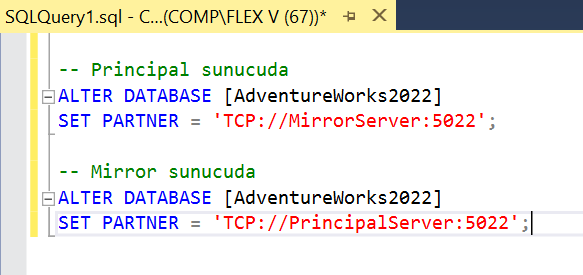 SQLQuery1.sql - C...(COMP\FLEX V (67))*
-- Principal sunucuda
ALTER DATABASE [AdventureWorks2022]
SET PARTNER = 'TCP://MirrorServer:5022';
-- Mirror sunucuda
ALTER DATABASE [AdventureWorks2022]
SET PARTNER = 'TCP://PrincipalServer:5022';